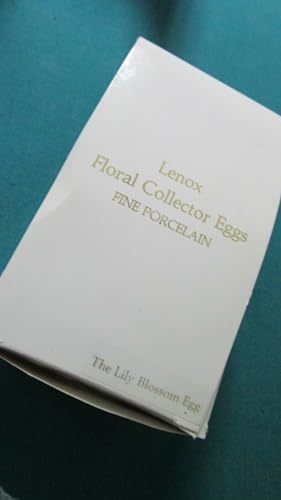 Lenox
Floral Collector Eggs
FINE PORCELAIN
The Lily Blossom Egg